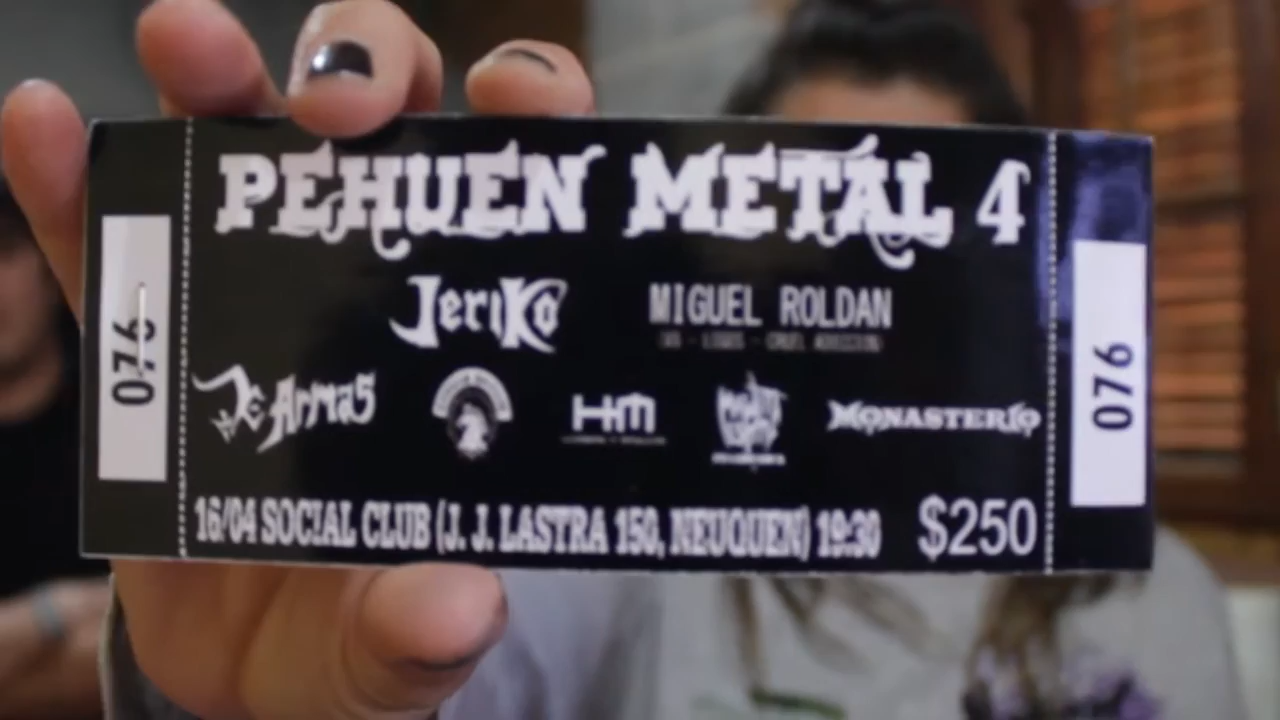 PEHUEN METAL 4
JERIKO MIGUEL ROLDAN
De Armas HM MONASTERIO
16/04 SOCIAL CLUB (J. J. LASTRA 150, NEUQUEN) 19:30 $250
076
076